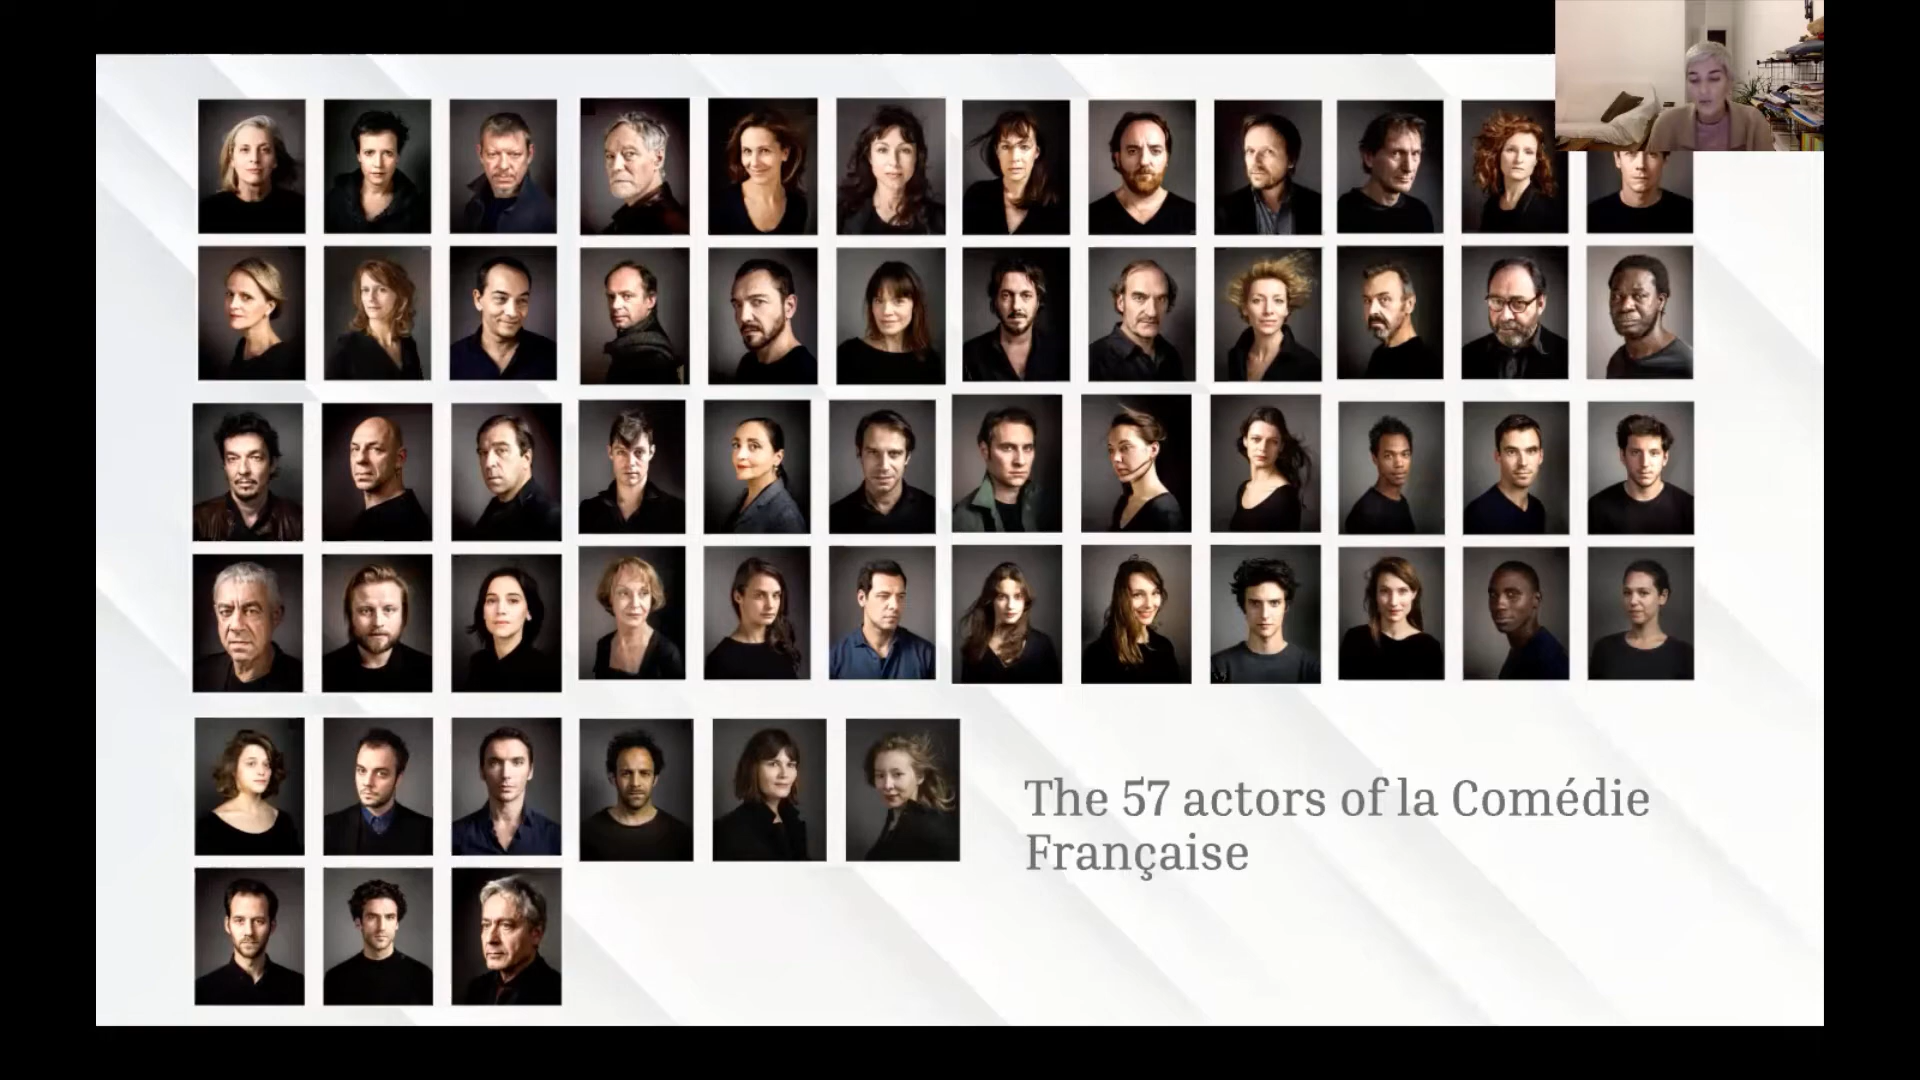 The 57 actors of la Comédie
Française